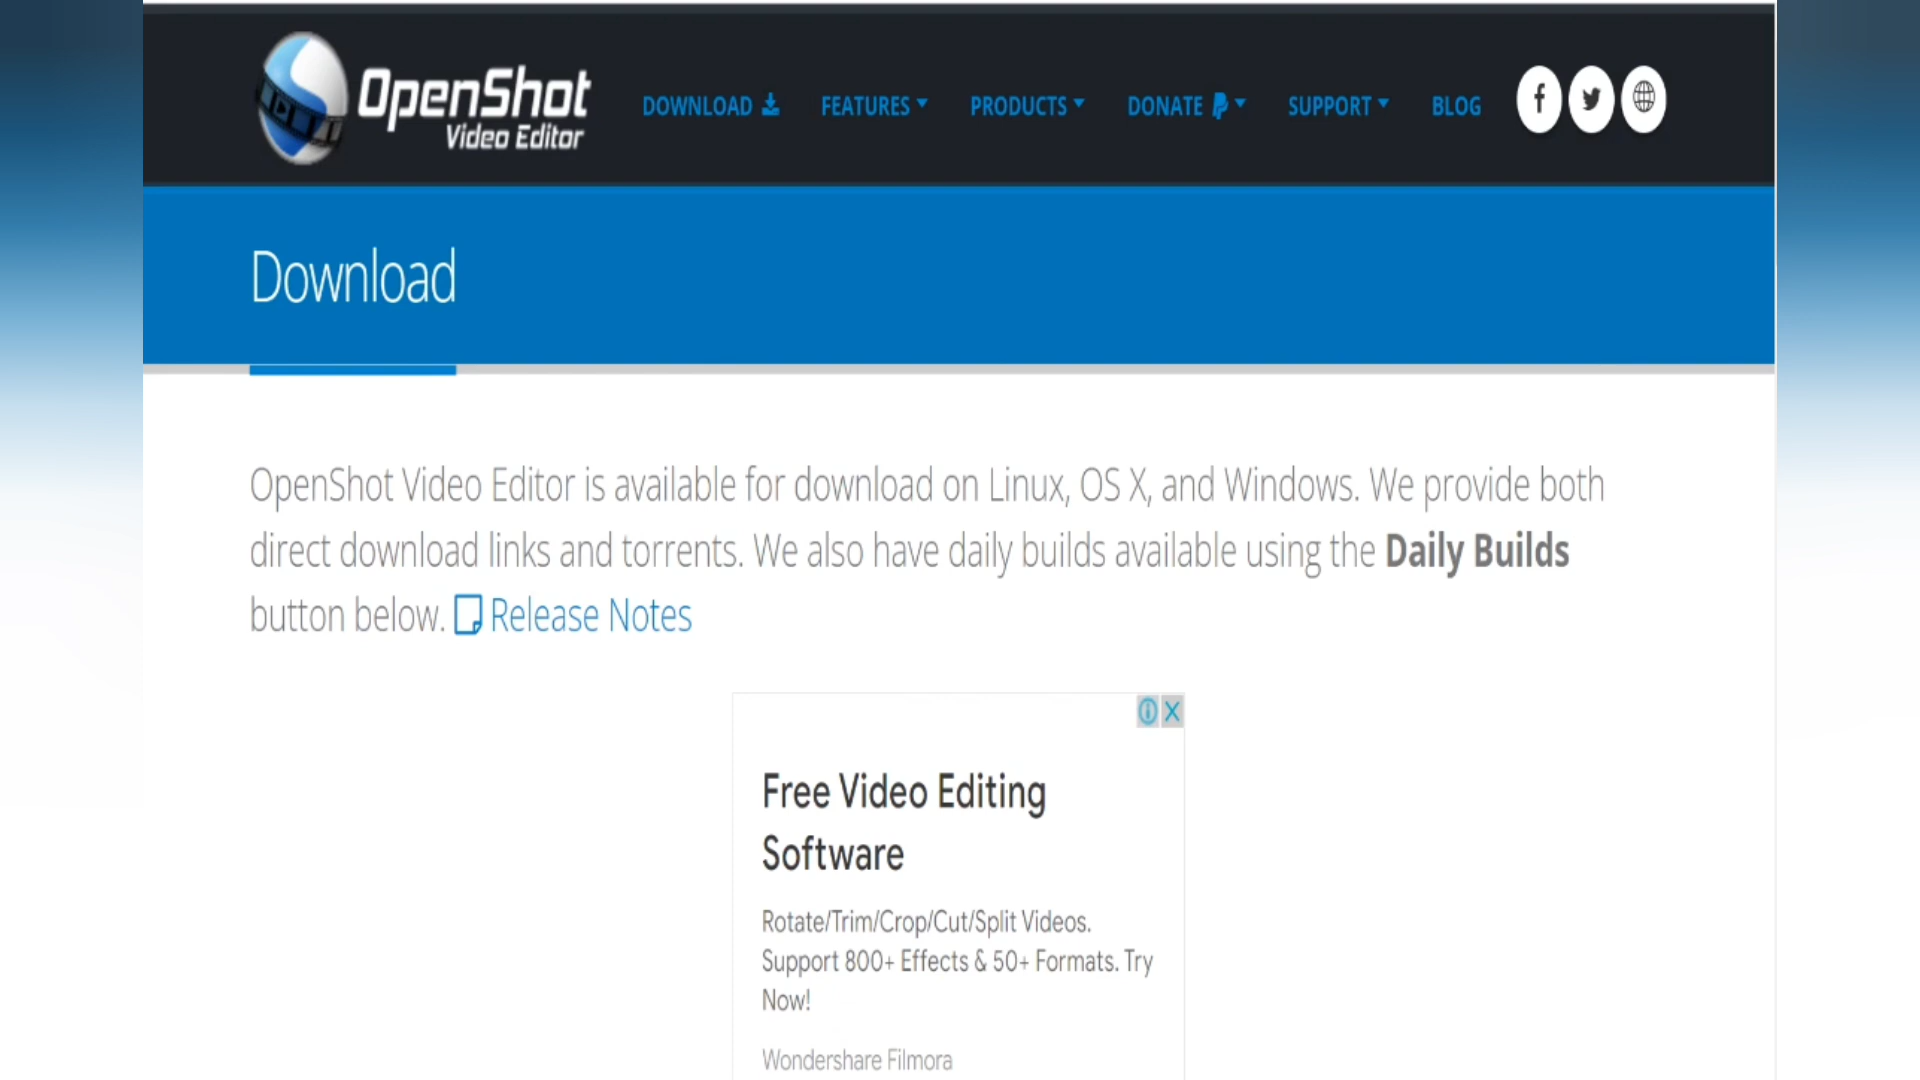 OpenShot
Video Editor
DOWNLOAD FEATURES PRODUCTS DONATE SUPPORT BLOG
Download
OpenShot Video Editor is available for download on Linux, OS X, and Windows. We provide both
direct download links and torrents. We also have daily builds available using the Daily Builds
button below. Release Notes
Free Video Editing
Software
Rotate/Trim/Crop/Cut/Split Videos.
Support 800+ Effects & 50+ Formats. Try
Now!
Wondershare Filmora